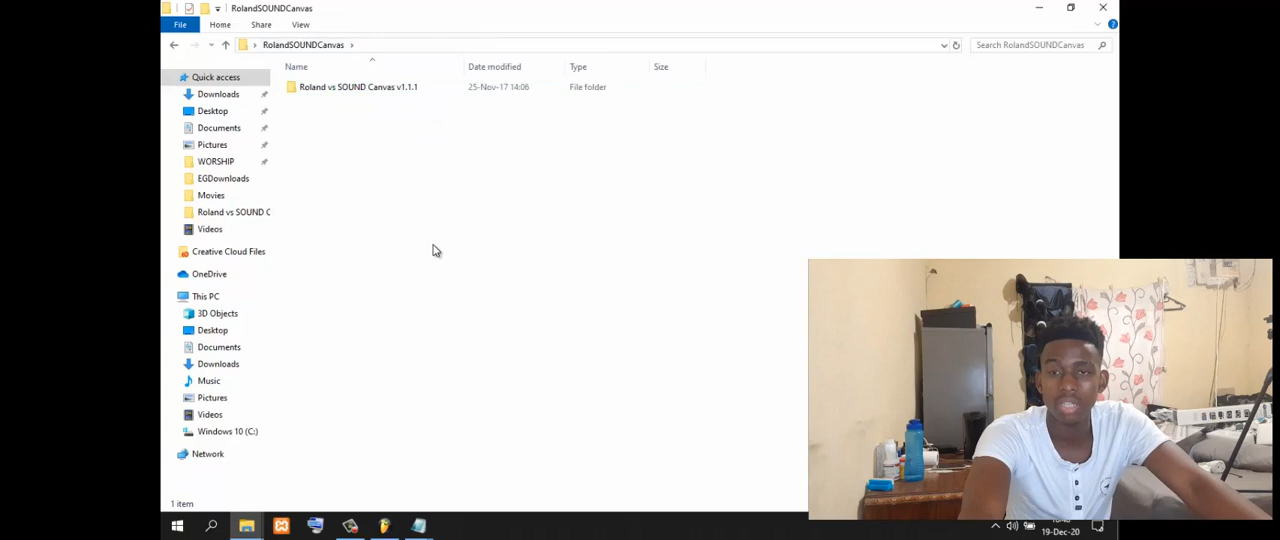 RolandSOUNDCanvas
File Home Share View
RolandSOUNDCanvas
Search RolandSOUNDCanvas
Name Date modified Type Size
Roland vs SOUND Canvas v1.1.1 25-Nov-17 14:06 File folder
Quick access
Downloads
Desktop
Documents
Pictures
WORSHIP
EGDownloads
Movies
Roland vs SOUND C
Videos
Creative Cloud Files
OneDrive
This PC
3D Objects
Desktop
Documents
Downloads
Music
Pictures
Videos
Windows 10 (C:)
Network
1 item
19-Dec-20